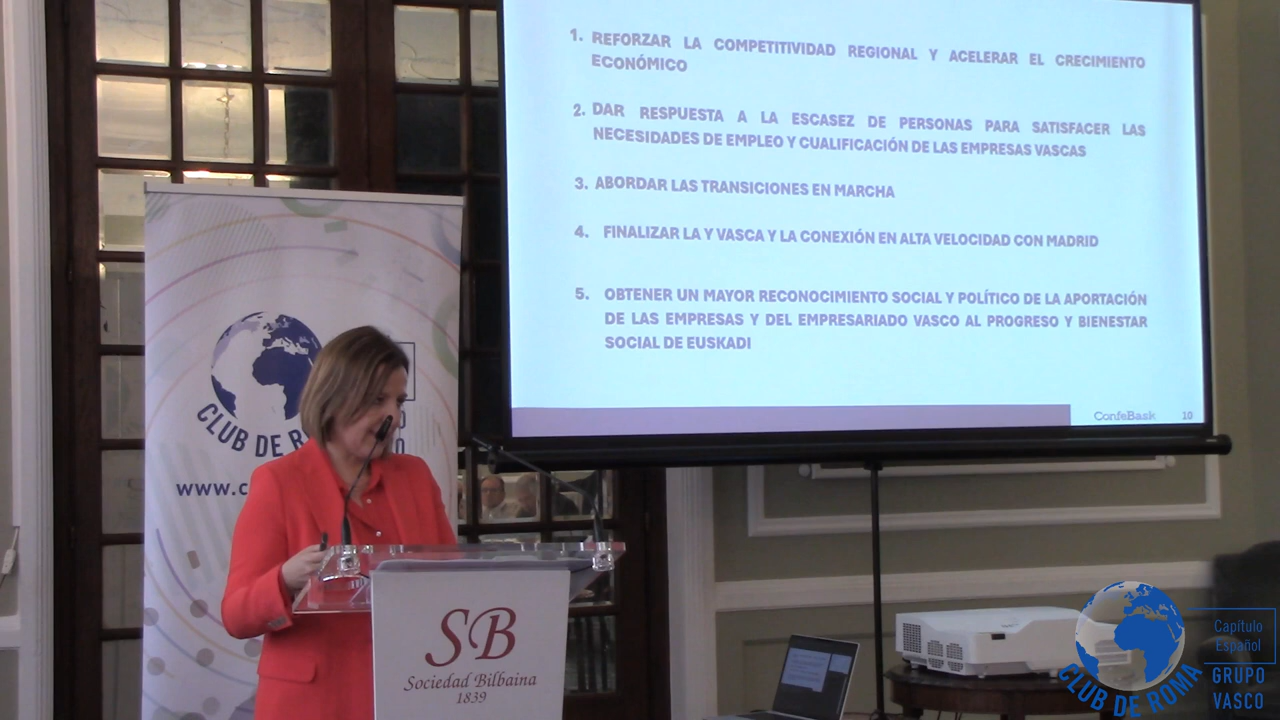 1. REFORZAR LA COMPETITIVIDAD REGIONAL Y ACELERAR EL CRECIMIENTO
ECONÓMICO
2. DAR RESPUESTA A LA ESCASEZ DE PERSONAS PARA SATISFACER LAS
NECESIDADES DE EMPLEO Y CUALIFICACIÓN DE LAS EMPRESAS VASCAS
3. ABORDAR LAS TRANSICIONES EN MARCHA
4. FINALIZAR LA Y VASCA Y LA CONEXIÓN EN ALTA VELOCIDAD CON MADRID
5. OBTENER UN MAYOR RECONOCIMIENTO SOCIAL Y POLÍTICO DE LA APORTACIÓN
DE LAS EMPRESAS Y DEL EMPRESARIADO VASCO AL PROGRESO Y BIENESTAR
SOCIAL DE EUSKADI
ConfeBask 10
CLUB DE R
www.c
SB
Sociedad Bilbaina
1839
CLUB DE ROMA
Capítulo
Español
GRUPO
VASCO